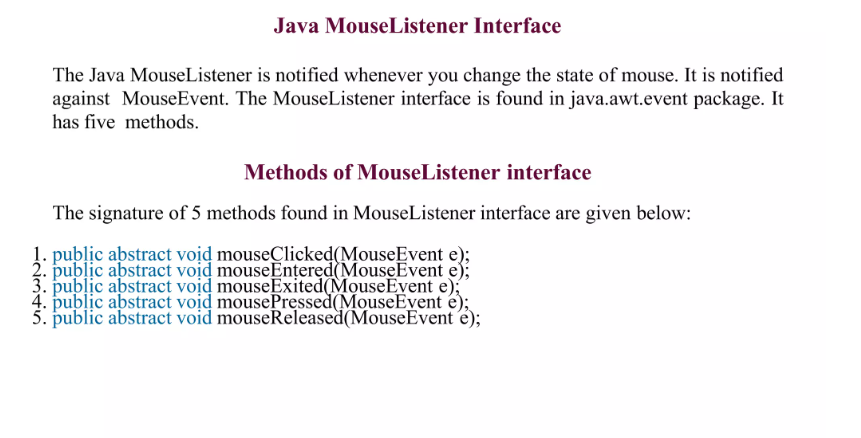 Java MouseListener Interface
The Java MouseListener is notified whenever you change the state of mouse. It is notified
against MouseEvent. The MouseListener interface is found in java.awt.event package. It
has five methods.
Methods of MouseListener interface
The signature of 5 methods found in MouseListener interface are given below:
1. public abstract void mouseClicked(MouseEvent e);
2. public abstract void mouseEntered(MouseEvent e);
3. public abstract void mouseExited(MouseEvent e);
4. public abstract void mousePressed(MouseEvent e);
5. public abstract void mouseReleased(MouseEvent e);